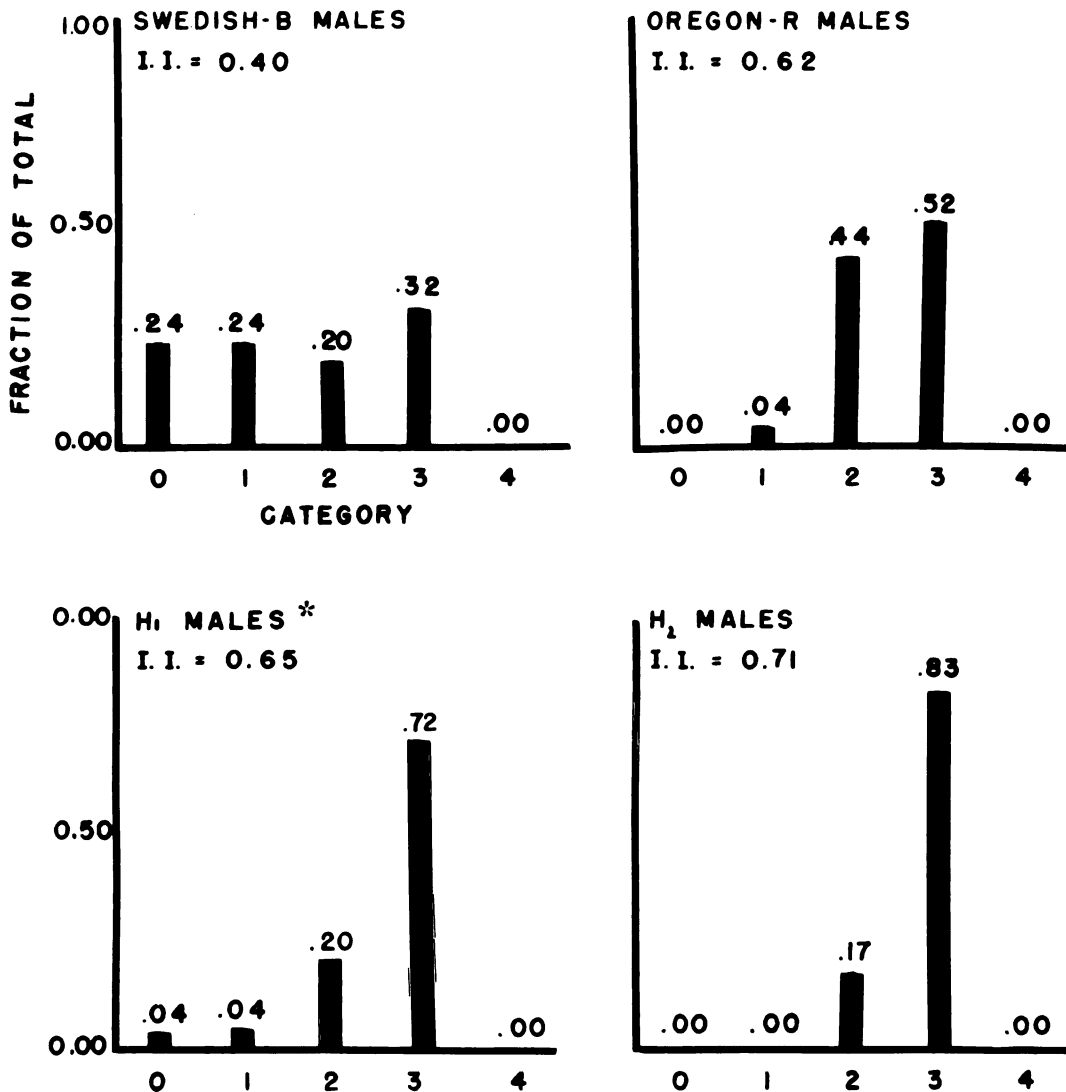 SWEDISH-B MALES
I.I. = 0.40
1.00
0.50
0.00
FRACTION OF TOTAL
.24 .24 .20 .32 .00
0 1 2 3 4
CATEGORY
OREGON-R MALES
I.I. = 0.62
.00 .04 .44 .52 .00
0 1 2 3 4
H₁ MALES *
I.I. = 0.65
0.00
0.50
0.00
.04 .04 .20 .72 .00
0 1 2 3 4
H₂ MALES
I.I. = 0.71
.00 .00 .17 .83 .00
0 1 2 3 4